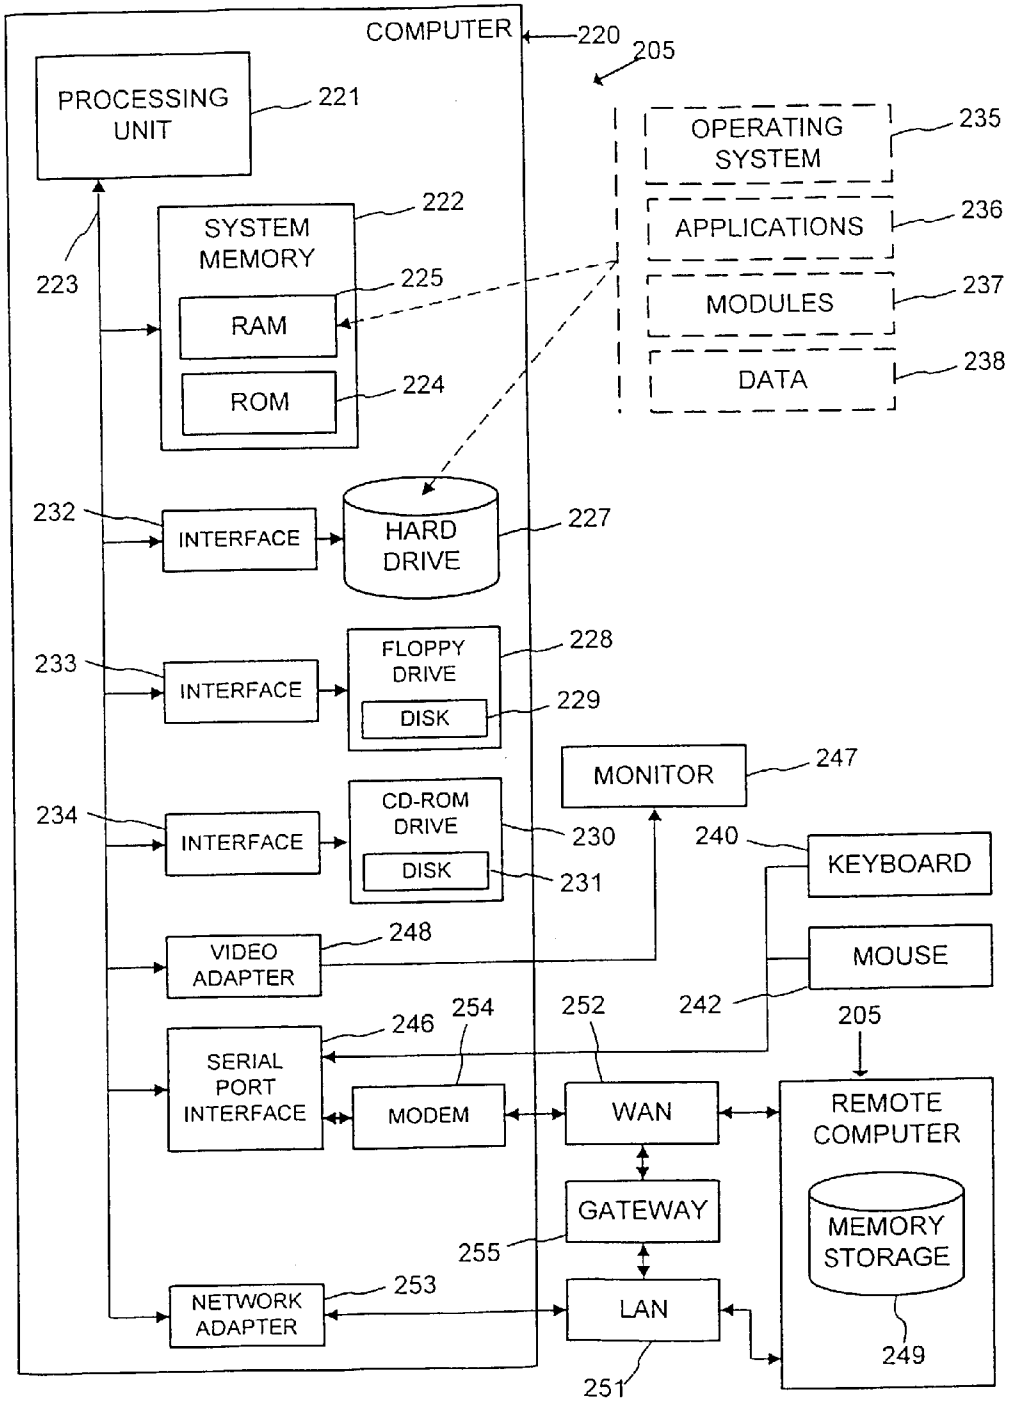 COMPUTER
220
205
PROCESSING
UNIT
221
OPERATING
SYSTEM
235
223
SYSTEM
MEMORY
222
APPLICATIONS
236
225
RAM
MODULES
237
224
ROM
DATA
238
232
INTERFACE
HARD
DRIVE
227
233
INTERFACE
FLOPPY
DRIVE
228
DISK
229
MONITOR
247
234
INTERFACE
CD-ROM
DRIVE
230
DISK
231
240
KEYBOARD
VIDEO
ADAPTER
248
MOUSE
242
246
254
252
205
SERIAL
PORT
INTERFACE
MODEM
WAN
REMOTE
COMPUTER
GATEWAY
255
MEMORY
STORAGE
NETWORK
ADAPTER
253
LAN
251
249